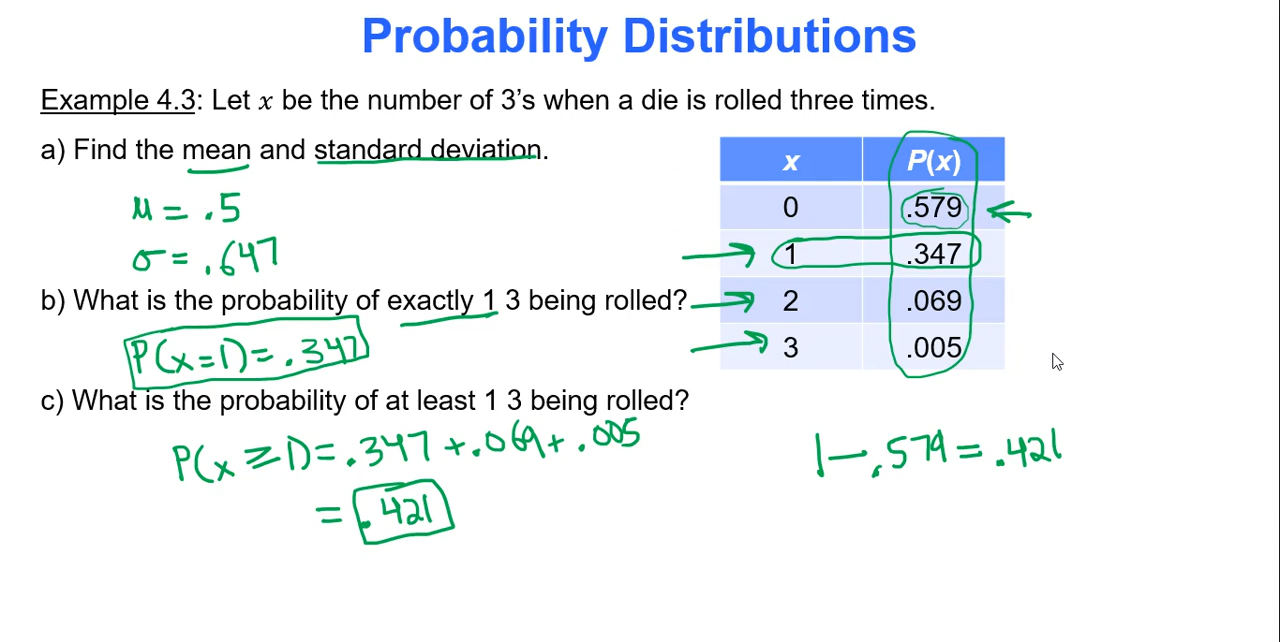 Probability Distributions
Example 4.3: Let x be the number of 3’s when a die is rolled three times.
a) Find the mean and standard deviation.
μ = .5
σ = .647
x P(x)
0 .579
1 .347
2 .069
3 .005
b) What is the probability of exactly 1 3 being rolled?
P(x=1) = .347
c) What is the probability of at least 1 3 being rolled?
P(x ≥ 1) = .347 + .069 + .005
= .421
1 - .579 = .421